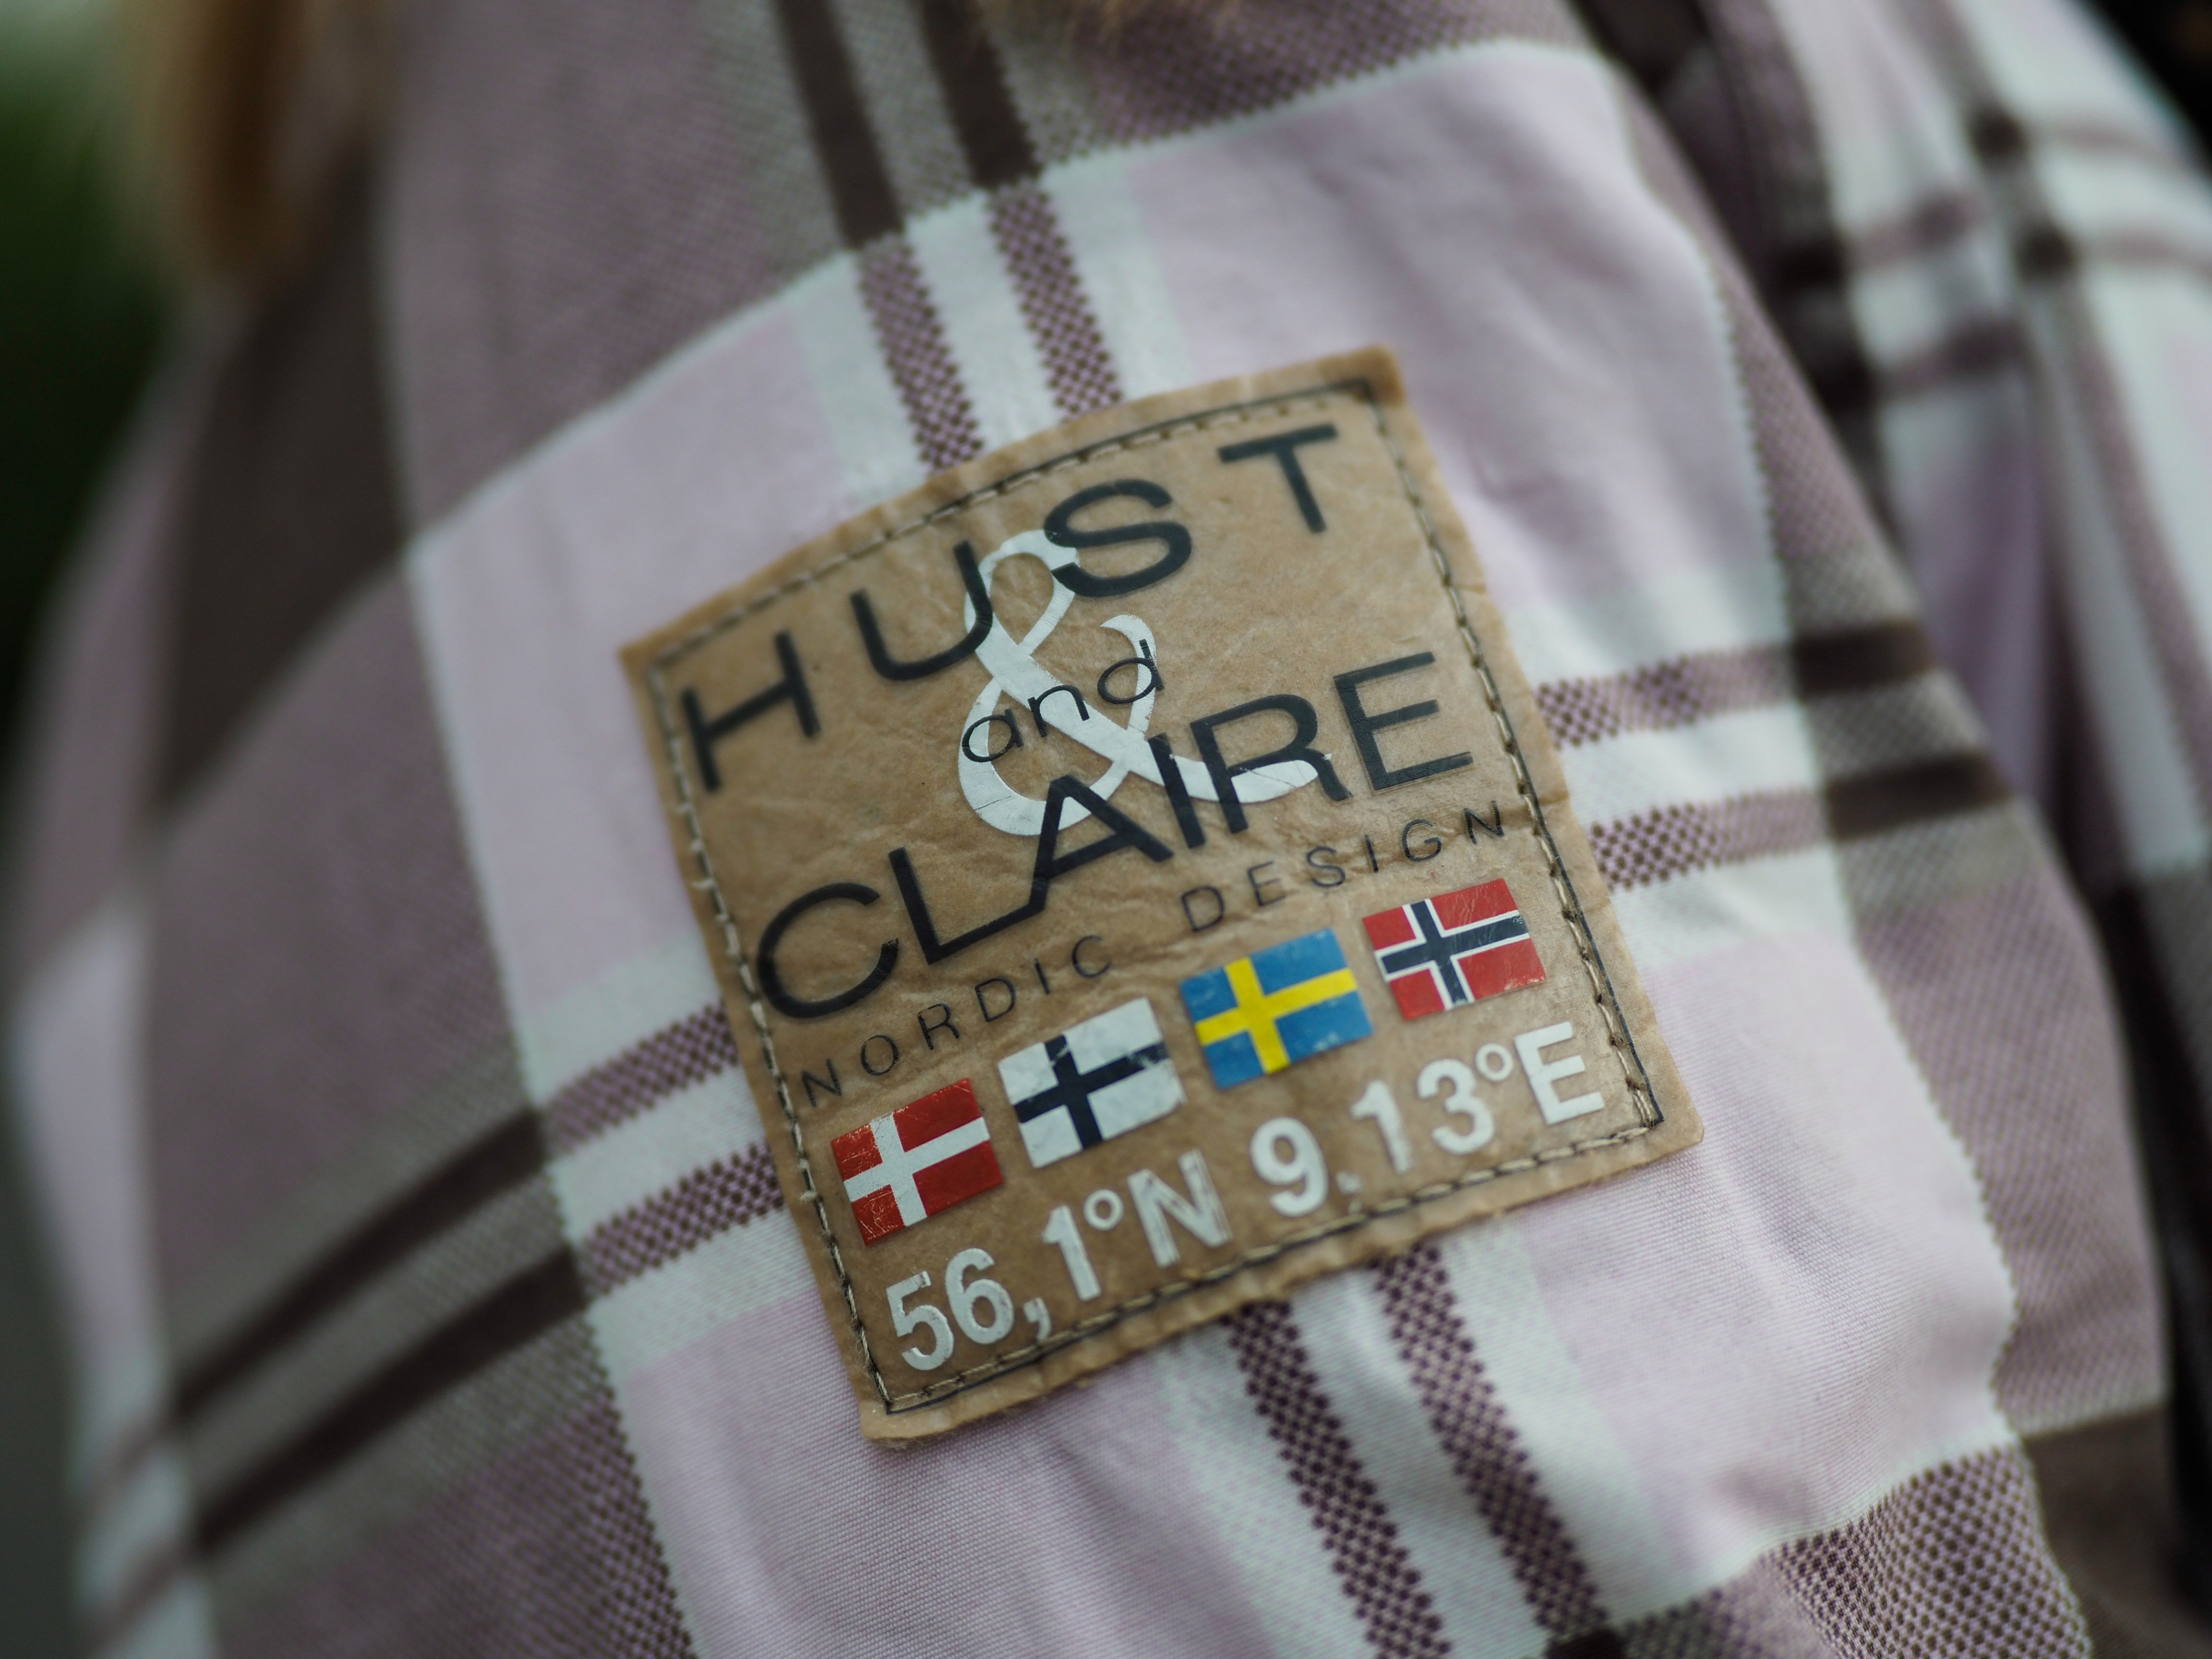 HUST
&
and
CLAIRE
NORDIC DESIGN
56,1°N 9.13°E